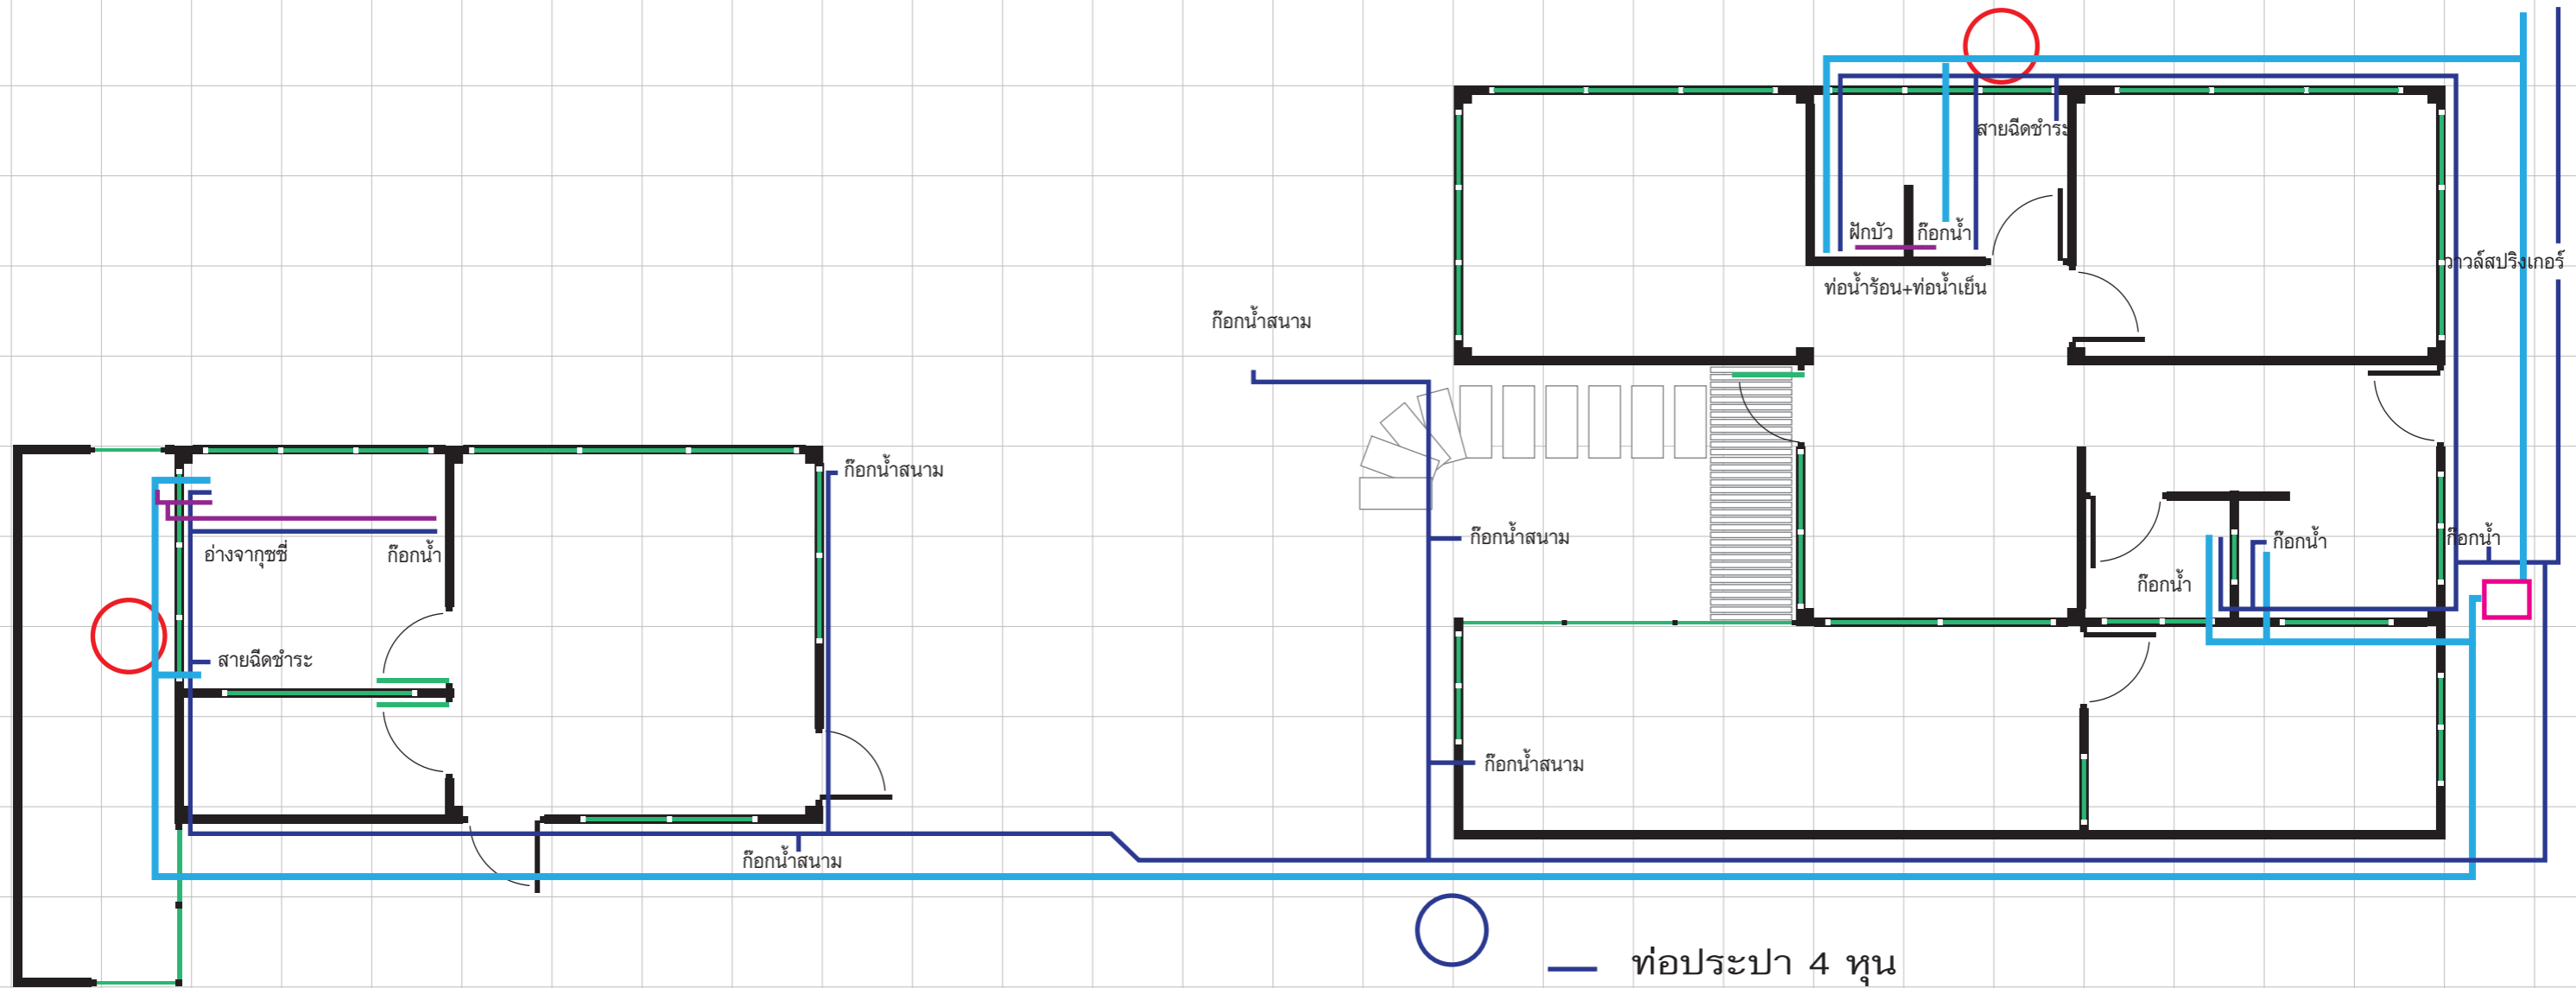 สายฉีดชำระ
ฝักบัว
ก๊อกน้ำ
วาวล์สปริงเกอร์
ท่อน้ำร้อน+ท่อน้ำเย็น
ก๊อกน้ำสนาม
ก๊อกน้ำสนาม
ก๊อกน้ำสนาม
ก๊อกน้ำ
ก๊อกน้ำ
อ่างจากุซซี่
ก๊อกน้ำ
ก๊อกน้ำ
สายฉีดชำระ
ก๊อกน้ำสนาม
ก๊อกน้ำสนาม
ท่อประปา 4 หุน